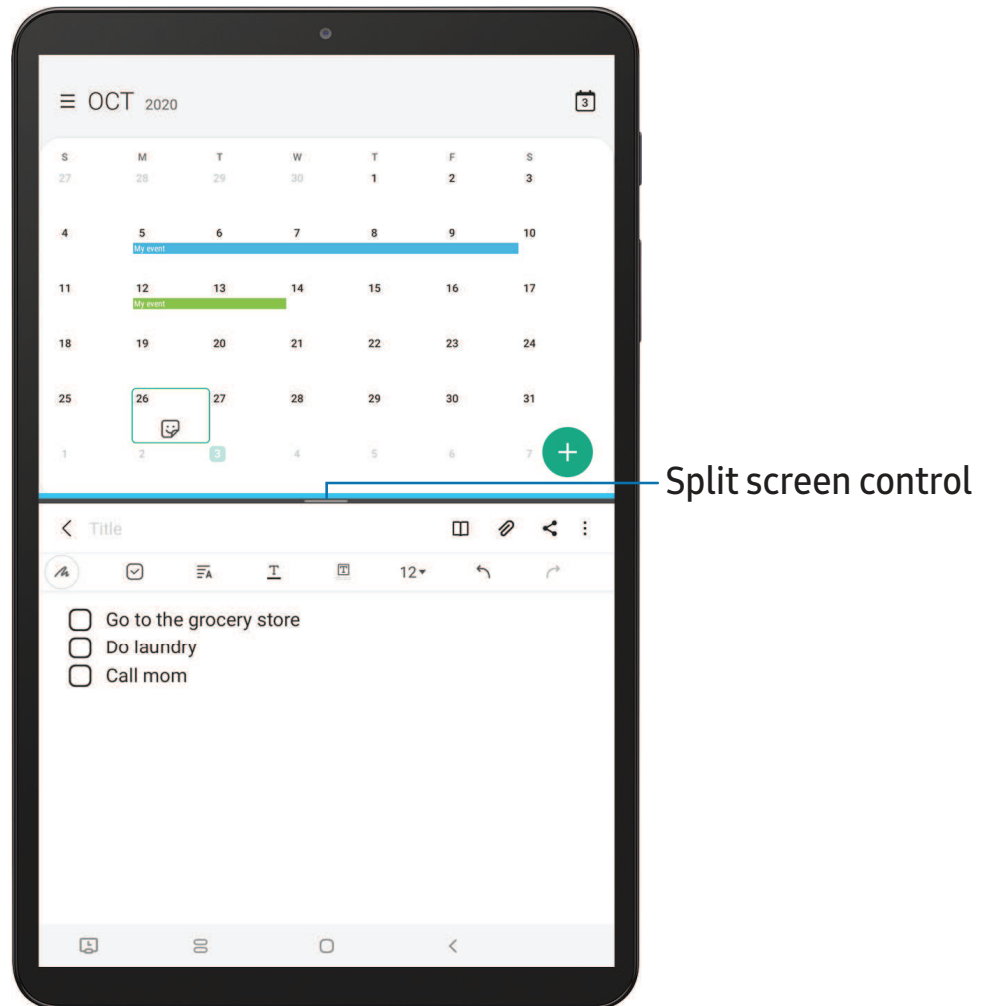 OCT 2020
3
S M T W T F S
27 28 29 30 1 2 3
4 5 6 7 8 9 10
My event
11 12 13 14 15 16 17
My event
18 19 20 21 22 23 24
25 26 27 28 29 30 31
1 2 3 4 5 6 7
+
Split screen control
Title
A T T 12
Go to the grocery store
Do laundry
Call mom